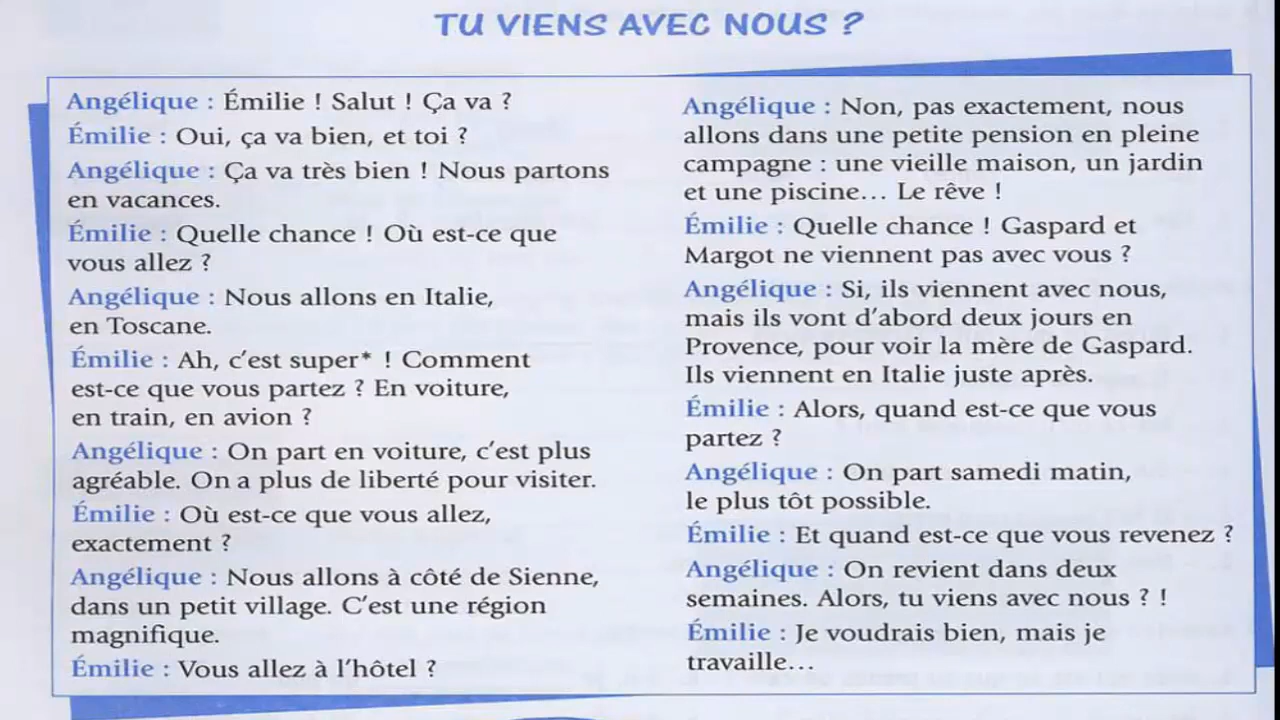 TU VIENS AVEC NOUS ?
Angélique : Émilie ! Salut ! Ça va ?
Émilie : Oui, ça va bien, et toi ?
Angélique : Ça va très bien ! Nous partons
en vacances.
Émilie : Quelle chance ! Où est-ce que
vous allez ?
Angélique : Nous allons en Italie,
en Toscane.
Émilie : Ah, c'est super* ! Comment
est-ce que vous partez ? En voiture,
en train, en avion ?
Angélique : On part en voiture, c'est plus
agréable. On a plus de liberté pour visiter.
Émilie : Où est-ce que vous allez,
exactement ?
Angélique : Nous allons à côté de Sienne,
dans un petit village. C'est une région
magnifique.
Émilie : Vous allez à l'hôtel ?
Angélique : Non, pas exactement, nous
allons dans une petite pension en pleine
campagne : une vieille maison, un jardin
et une piscine... Le rêve !
Émilie : Quelle chance ! Gaspard et
Margot ne viennent pas avec vous ?
Angélique : Si, ils viennent avec nous,
mais ils vont d'abord deux jours en
Provence, pour voir la mère de Gaspard.
Ils viennent en Italie juste après.
Émilie : Alors, quand est-ce que vous
partez ?
Angélique : On part samedi matin,
le plus tôt possible.
Émilie : Et quand est-ce que vous revenez ?
Angélique : On revient dans deux
semaines. Alors, tu viens avec nous ? !
Émilie : Je voudrais bien, mais je
travaille...